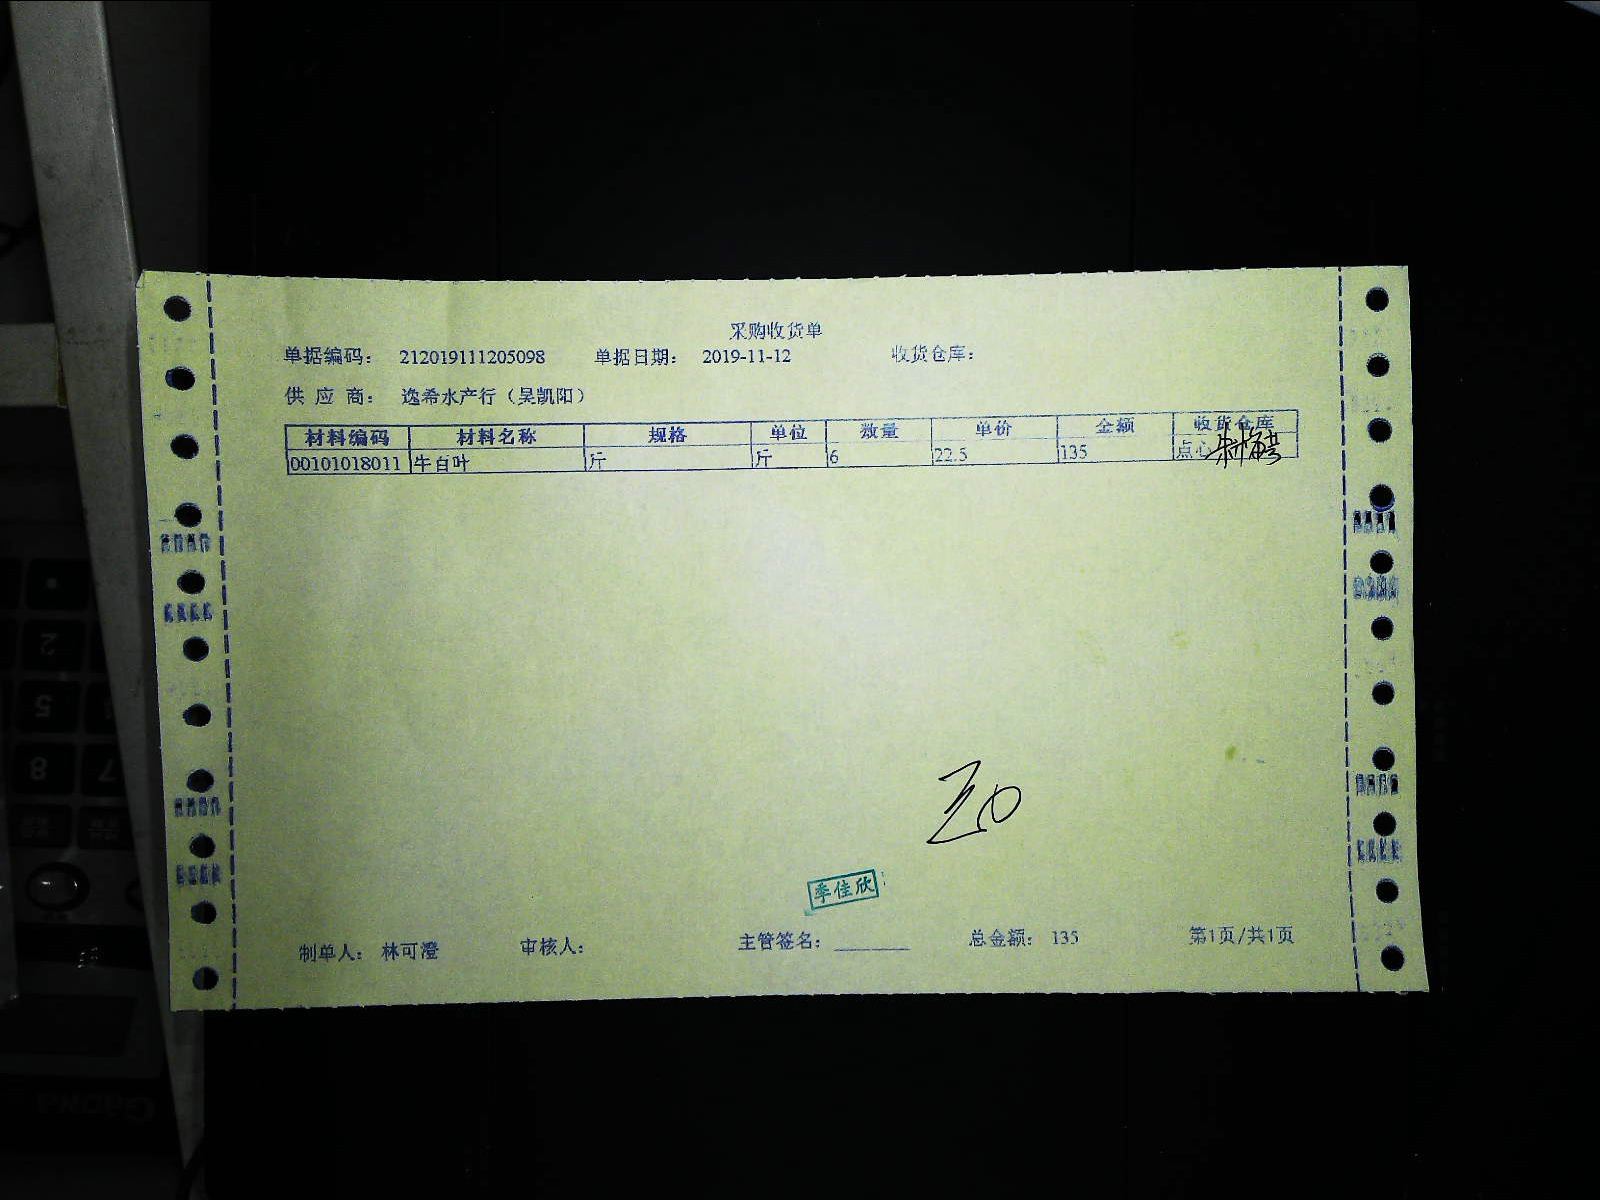 采购收货单
单据编码： 212019111205098 单据日期： 2019-11-12 收货仓库：
供 应 商： 逸希水产行（吴凯阳）
材料编码 材料名称 规格 单位 数量 单价 金额 收货仓库
00101018011 牛百叶 斤 斤 6 22.5 135 点心
季佳欣
制单人： 林可澄 审核人： 主管签名： ________ 总金额： 135 第1页/共1页